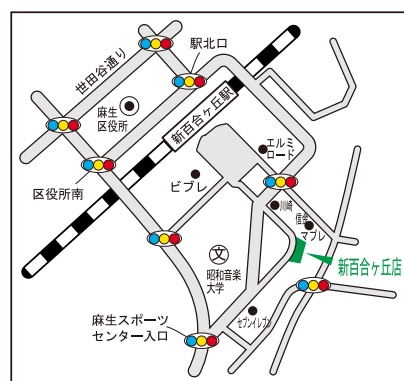 世田谷通り
駅北口
麻生
区役所
新百合ヶ丘駅
エルミ
ロード
区役所南
ビブレ
川崎
信金
マプレ
文
昭和音楽
大学
新百合ヶ丘店
麻生スポーツ
センター入口
セブンイレブン